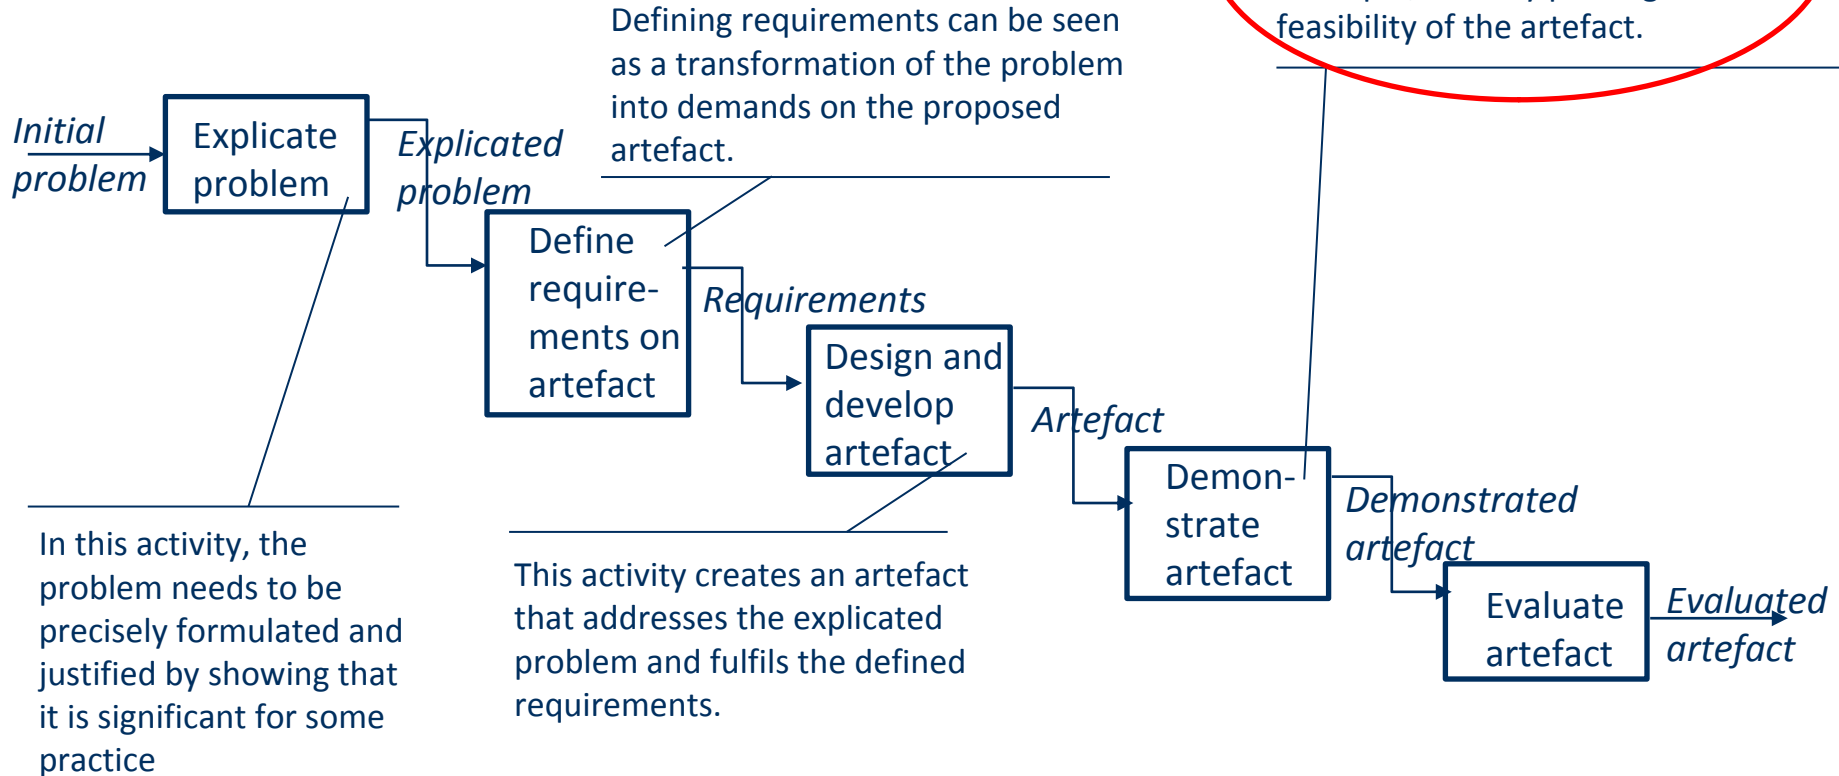 Defining requirements can be seen
as a transformation of the problem
into demands on the proposed
artefact.
feasibility of the artefact.
Initial
problem
Explicate
problem
Explicated
problem
Define
require-
ments on
artefact
Requirements
Design and
develop
artefact
Artefact
Demon-
strate
artefact
Demonstrated
artefact
Evaluate
artefact
Evaluated
artefact
In this activity, the
problem needs to be
precisely formulated and
justified by showing that
it is significant for some
practice
This activity creates an artefact
that addresses the explicated
problem and fulfils the defined
requirements.